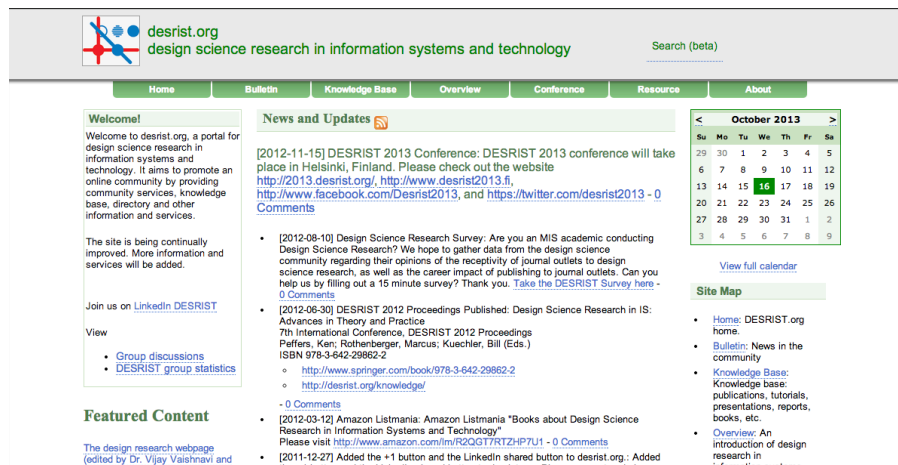 desrist.org
design science research in information systems and technology
Search (beta)
Home Bulletin Knowledge Base Overview Conference Resource About
Welcome!
Welcome to desrist.org, a portal for
design science research in
information systems and
technology. It aims to promote an
online community by providing
community services, knowledge
base, directory and other
information and services.
The site is being continually
improved. More information and
services will be added.
Join us on LinkedIn DESRIST
View
• Group discussions
• DESRIST group statistics
Featured Content
The design research webpage
(edited by Dr. Vijay Vaishnavi and
News and Updates
[2012-11-15] DESRIST 2013 Conference: DESRIST 2013 conference will take
place in Helsinki, Finland. Please check out the website
http://2013.desrist.org/, http://www.desrist2013.fi,
http://www.facebook.com/Desrist2013, and https://twitter.com/desrist2013 - 0
Comments
• [2012-08-10] Design Science Research Survey: Are you an MIS academic conducting
Design Science Research? We hope to gather data from the design science
community regarding their opinions of the receptivity of journal outlets to design
science research, as well as the career impact of publishing to journal outlets. Can you
help us by filling out a 15 minute survey? Thank you. Take the DESRIST Survey here -
0 Comments
• [2012-06-30] DESRIST 2012 Proceedings Published: Design Science Research in IS:
Advances in Theory and Practice
7th International Conference, DESRIST 2012 Proceedings
Peffers, Ken; Rothenberger, Marcus; Kuechler, Bill (Eds.)
ISBN 978-3-642-29862-2
◦ http://www.springer.com/book/978-3-642-29862-2
◦ http://desrist.org/knowledge/
- 0 Comments
• [2012-03-12] Amazon Listmania: Amazon Listmania "Books about Design Science
Research in Information Systems and Technology"
Please visit http://www.amazon.com/lm/R2QGT7RTZHP7U1 - 0 Comments
• [2011-12-27] Added the +1 button and the LinkedIn shared button to desrist.org.: Added
< October 2013 >
Su Mo Tu We Th Fr Sa
29 30 1 2 3 4 5
6 7 8 9 10 11 12
13 14 15 16 17 18 19
20 21 22 23 24 25 26
27 28 29 30 31 1 2
3 4 5 6 7 8 9
View full calendar
Site Map
• Home: DESRIST.org
home.
• Bulletin: News in the
community
• Knowledge Base:
Knowledge base:
publications, tutorials,
presentations, reports,
books, etc.
• Overview: An
introduction of design
research in